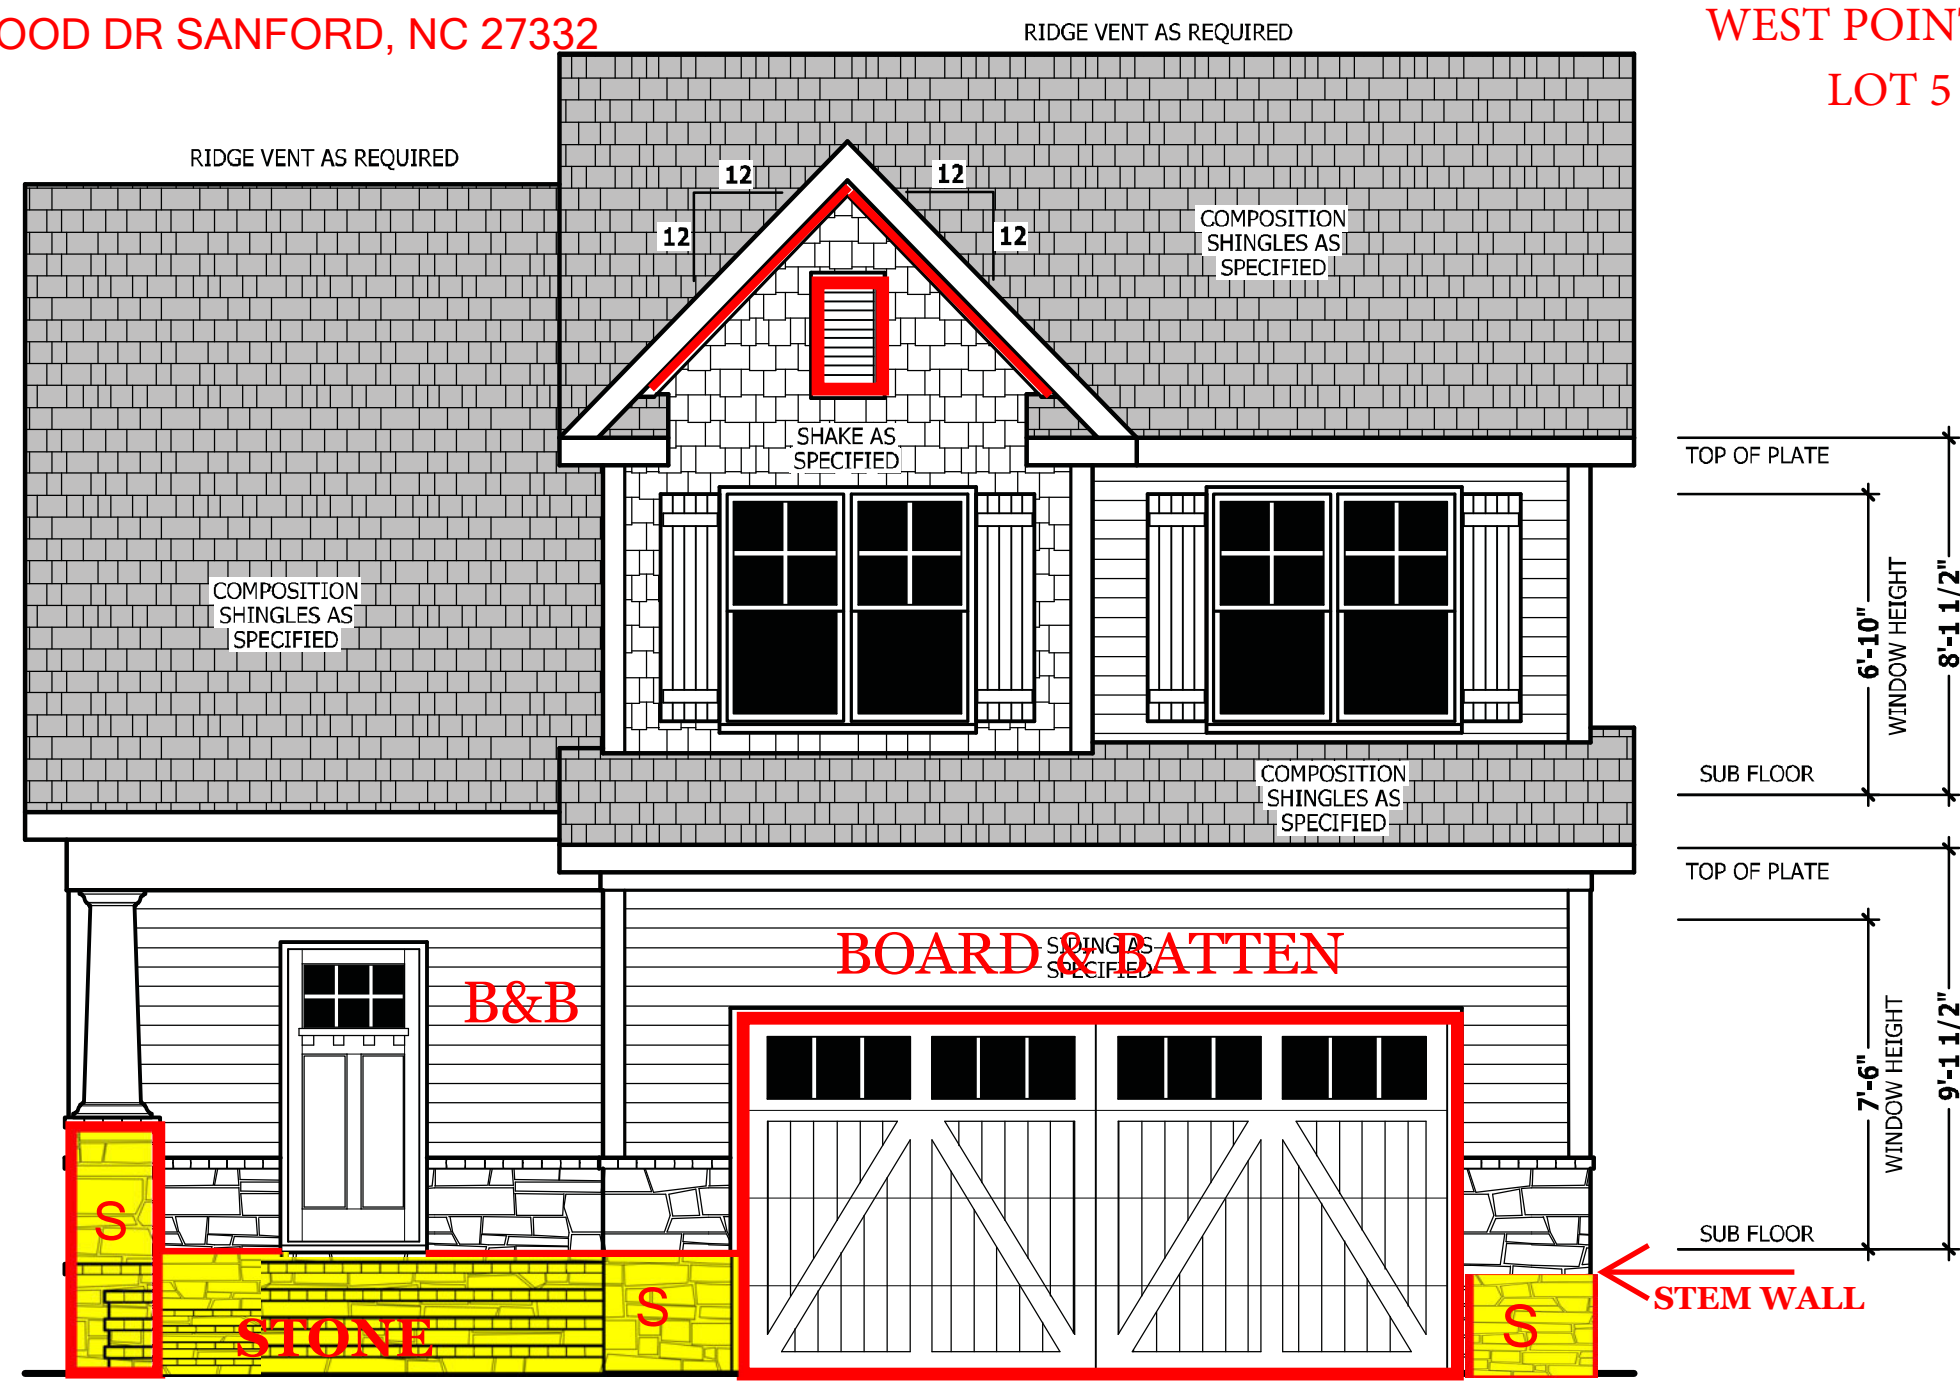 OOD DR SANFORD, NC 27332
RIDGE VENT AS REQUIRED
WEST POIN
LOT 5
RIDGE VENT AS REQUIRED
12
12
12
12
COMPOSITION
SHINGLES AS
SPECIFIED
SHAKE AS
SPECIFIED
TOP OF PLATE
COMPOSITION
SHINGLES AS
SPECIFIED
6'-10"
WINDOW HEIGHT
8'-1 1/2"
COMPOSITION
SHINGLES AS
SPECIFIED
SUB FLOOR
TOP OF PLATE
SIDING AS
SPECIFIED
BOARD & BATTEN
B&B
7'-6"
WINDOW HEIGHT
9'-1 1/2"
S
SUB FLOOR
STEM WALL
S
S
STONE